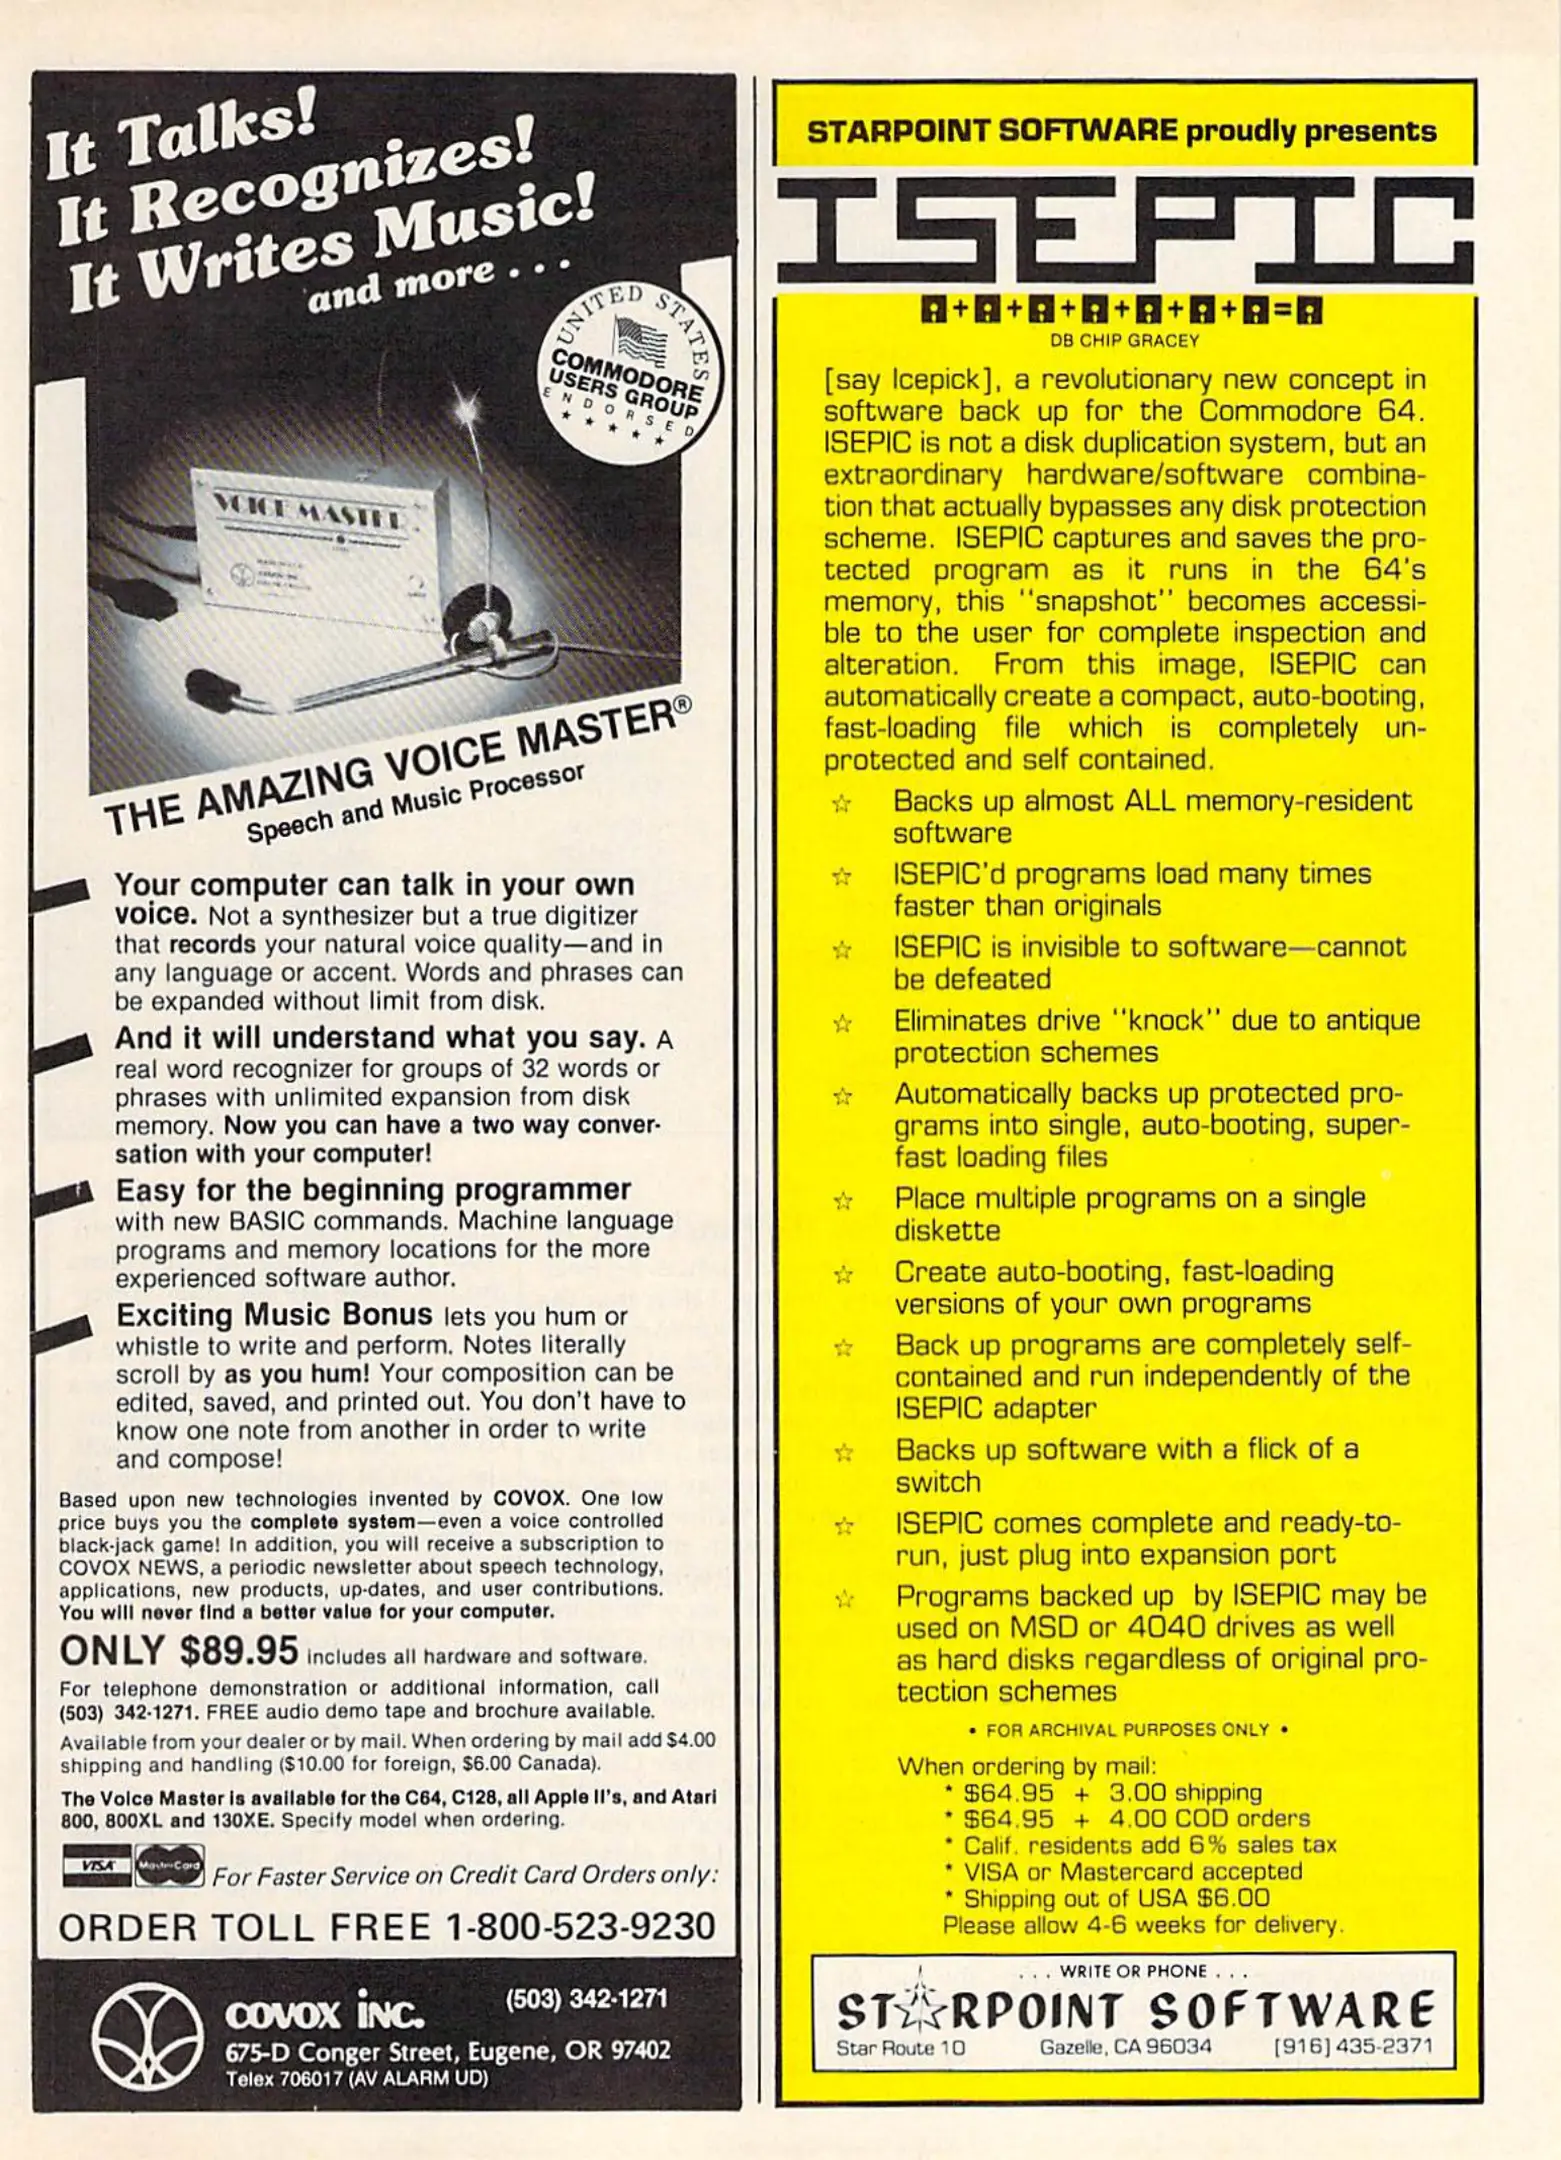 It Talks!
It Recognizes!
It Writes Music!
and more . . .
UNITED STATES
COMMODORE
USERS GROUP
ENDORSED
VOICE MASTER
THE AMAZING VOICE MASTER®
Speech and Music Processor
Your computer can talk in your own
voice. Not a synthesizer but a true digitizer
that records your natural voice quality—and in
any language or accent. Words and phrases can
be expanded without limit from disk.
And it will understand what you say. A
real word recognizer for groups of 32 words or
phrases with unlimited expansion from disk
memory. Now you can have a two way conver-
sation with your computer!
Easy for the beginning programmer
with new BASIC commands. Machine language
programs and memory locations for the more
experienced software author.
Exciting Music Bonus lets you hum or
whistle to write and perform. Notes literally
scroll by as you hum! Your composition can be
edited, saved, and printed out. You don't have to
know one note from another in order to write
and compose!
Based upon new technologies invented by COVOX. One low
price buys you the complete system—even a voice controlled
black-jack game! In addition, you will receive a subscription to
COVOX NEWS, a periodic newsletter about speech technology,
applications, new products, up-dates, and user contributions.
You will never find a better value for your computer.
ONLY $89.95 includes all hardware and software.
For telephone demonstration or additional information, call
(503) 342-1271. FREE audio demo tape and brochure available.
Available from your dealer or by mail. When ordering by mail add $4.00
shipping and handling ($10.00 for foreign, $6.00 Canada).
The Voice Master is available for the C64, C128, all Apple II's, and Atari
800, 800XL and 130XE. Specify model when ordering.
VISA MasterCard For Faster Service on Credit Card Orders only:
ORDER TOLL FREE 1-800-523-9230
COVOX INC. (503) 342-1271
675-D Conger Street, Eugene, OR 97402
Telex 706017 (AV ALARM UD)
STARPOINT SOFTWARE proudly presents
ISEPIC
+ + + + + + =
DB CHIP GRACEY
[say Icepick], a revolutionary new concept in
software back up for the Commodore 64.
ISEPIC is not a disk duplication system, but an
extraordinary hardware/software combina-
tion that actually bypasses any disk protection
scheme. ISEPIC captures and saves the pro-
tected program as it runs in the 64's
memory, this "snapshot" becomes accessi-
ble to the user for complete inspection and
alteration. From this image, ISEPIC can
automatically create a compact, auto-booting,
fast-loading file which is completely un-
protected and self contained.
☆ Backs up almost ALL memory-resident
software
☆ ISEPIC'd programs load many times
faster than originals
☆ ISEPIC is invisible to software—cannot
be defeated
☆ Eliminates drive "knock" due to antique
protection schemes
☆ Automatically backs up protected pro-
grams into single, auto-booting, super-
fast loading files
☆ Place multiple programs on a single
diskette
☆ Create auto-booting, fast-loading
versions of your own programs
☆ Back up programs are completely self-
contained and run independently of the
ISEPIC adapter
☆ Backs up software with a flick of a
switch
☆ ISEPIC comes complete and ready-to-
run, just plug into expansion port
☆ Programs backed up by ISEPIC may be
used on MSD or 4040 drives as well
as hard disks regardless of original pro-
tection schemes
• FOR ARCHIVAL PURPOSES ONLY •
When ordering by mail:
* $64.95 + 3.00 shipping
* $64.95 + 4.00 COD orders
* Calif. residents add 6% sales tax
* VISA or Mastercard accepted
* Shipping out of USA $6.00
Please allow 4-6 weeks for delivery.
. . . WRITE OR PHONE . . .
STARPOINT SOFTWARE
Star Route 10 Gazelle, CA 96034 [916] 435-2371